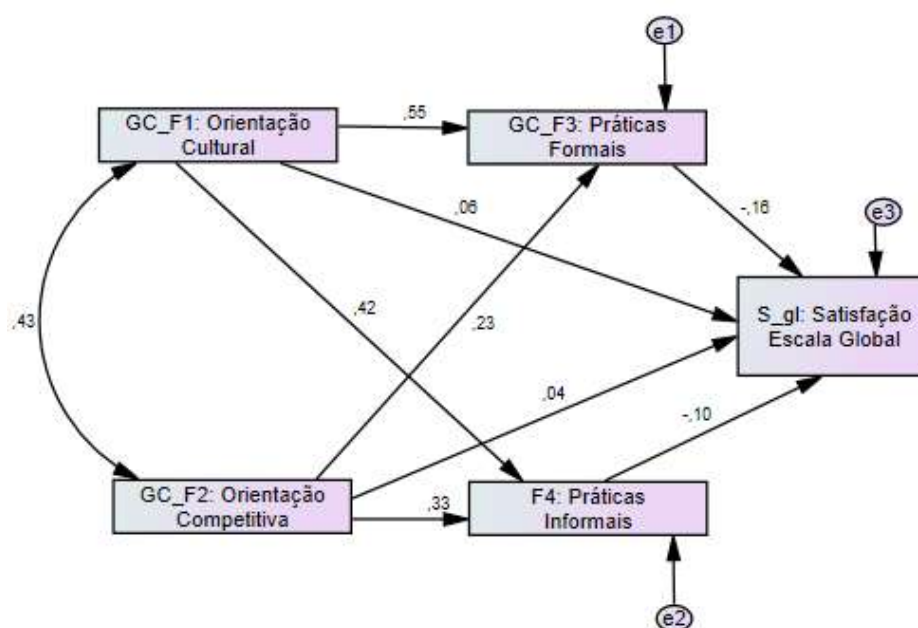 e1
GC_F1: Orientação
Cultural
,55
GC_F3: Práticas
Formais
,06
-,16
e3
,43
,42
,23
S_gl: Satisfação
Escala Global
,04
-,10
GC_F2: Orientação
Competitiva
,33
F4: Práticas
Informais
e2